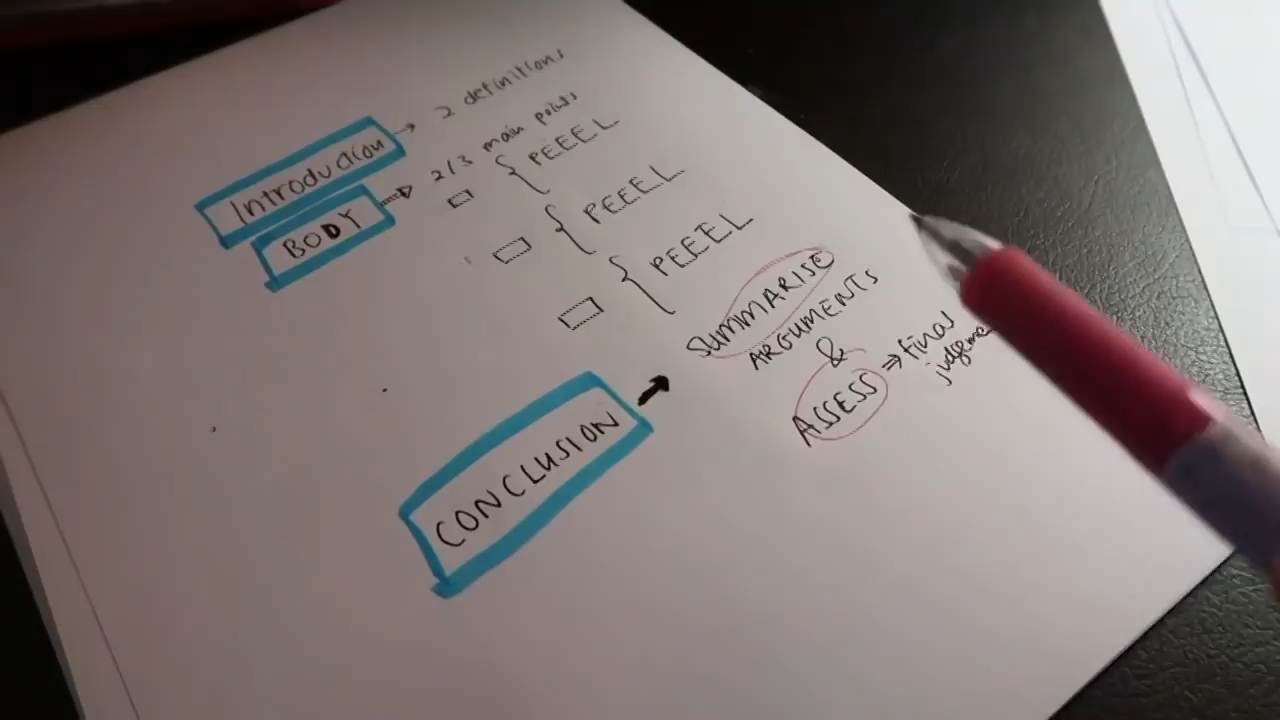 Introduction → 2 definitions
BODY → 2/3 main points
{ PEEEL
{ PEEEL
{ PEEEL
CONCLUSION → SUMMARISE
ARGUMENTS
&
ASSESS ⇒ final